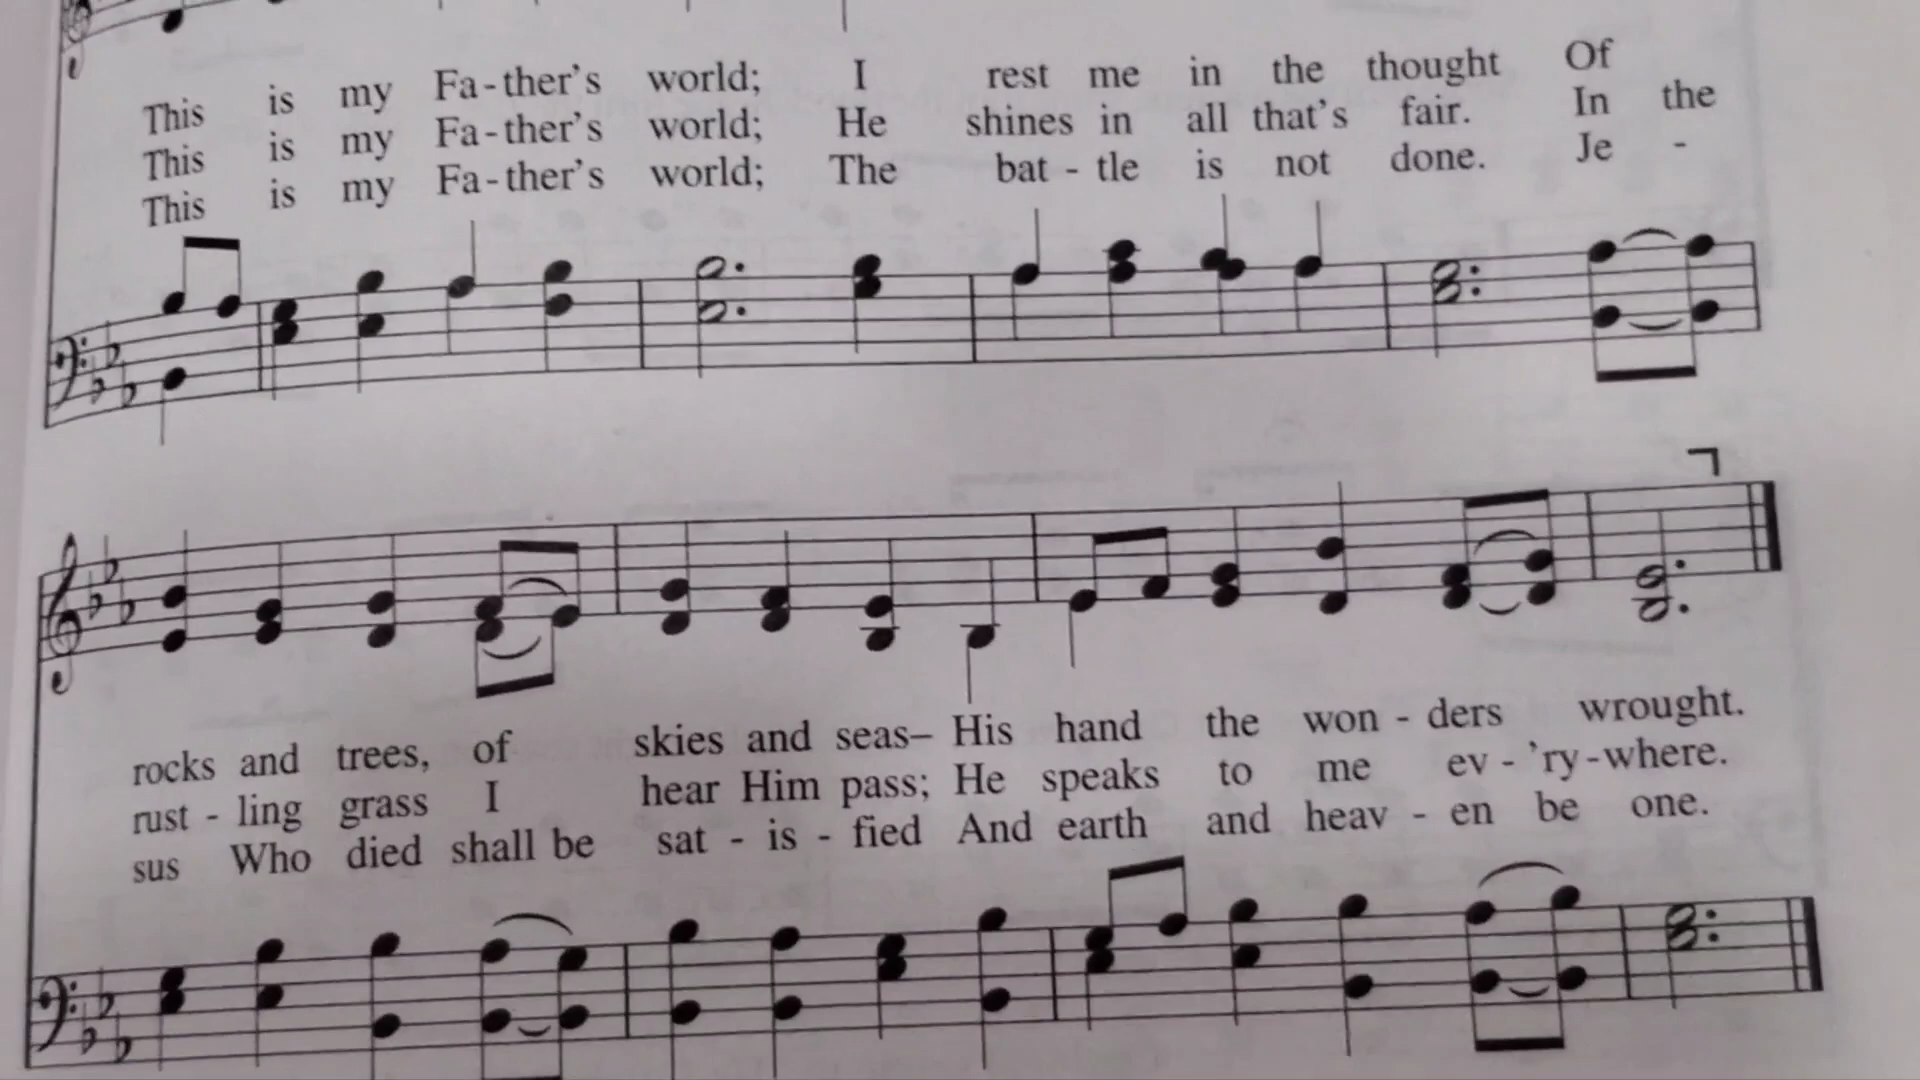 This is my Fa-ther's world; I rest me in the thought Of
This is my Fa-ther's world; He shines in all that's fair. In the
This is my Fa-ther's world; The bat - tle is not done. Je -
rocks and trees, of skies and seas– His hand the won - ders wrought.
rust - ling grass I hear Him pass; He speaks to me ev - 'ry-where.
sus Who died shall be sat - is - fied And earth and heav - en be one.